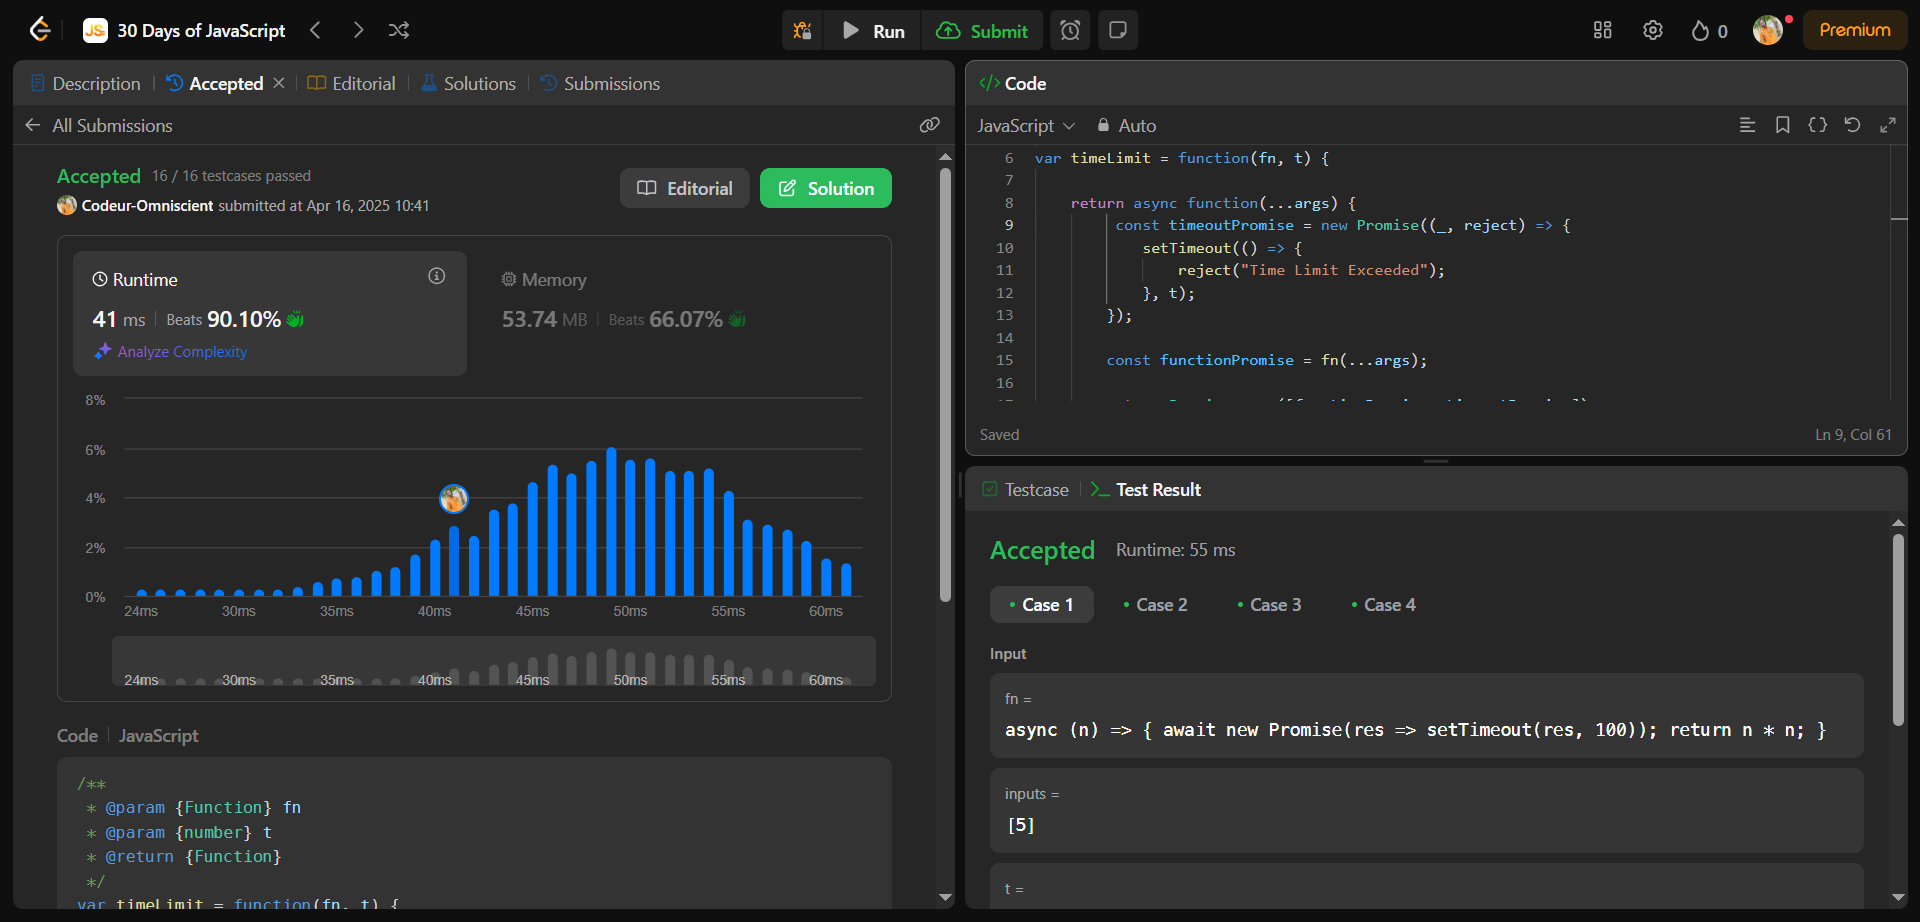 JS 30 Days of JavaScript
Run
Submit
0
Premium
Description
Accepted
Editorial
Solutions
Submissions
All Submissions
Accepted 16 / 16 testcases passed
Codeur-Omniscient submitted at Apr 16, 2025 10:41
Editorial
Solution
Runtime
41 ms Beats 90.10%
Analyze Complexity
Memory
53.74 MB Beats 66.07%
8%
6%
4%
2%
0%
24ms 30ms 35ms 40ms 45ms 50ms 55ms 60ms
24ms 30ms 35ms 40ms 45ms 50ms 55ms 60ms
Code JavaScript
/**
* @param {Function} fn
* @param {number} t
* @return {Function}
*/
var timeLimit = function(fn, t) {
</> Code
JavaScript Auto
6 var timeLimit = function(fn, t) {
7
8 return async function(...args) {
9 const timeoutPromise = new Promise((_, reject) => {
10 setTimeout(() => {
11 reject("Time Limit Exceeded");
12 }, t);
13 });
14
15 const functionPromise = fn(...args);
16
Saved
Ln 9, Col 61
Testcase
Test Result
Accepted Runtime: 55 ms
Case 1 Case 2 Case 3 Case 4
Input
fn =
async (n) => { await new Promise(res => setTimeout(res, 100)); return n * n; }
inputs =
[5]
t =